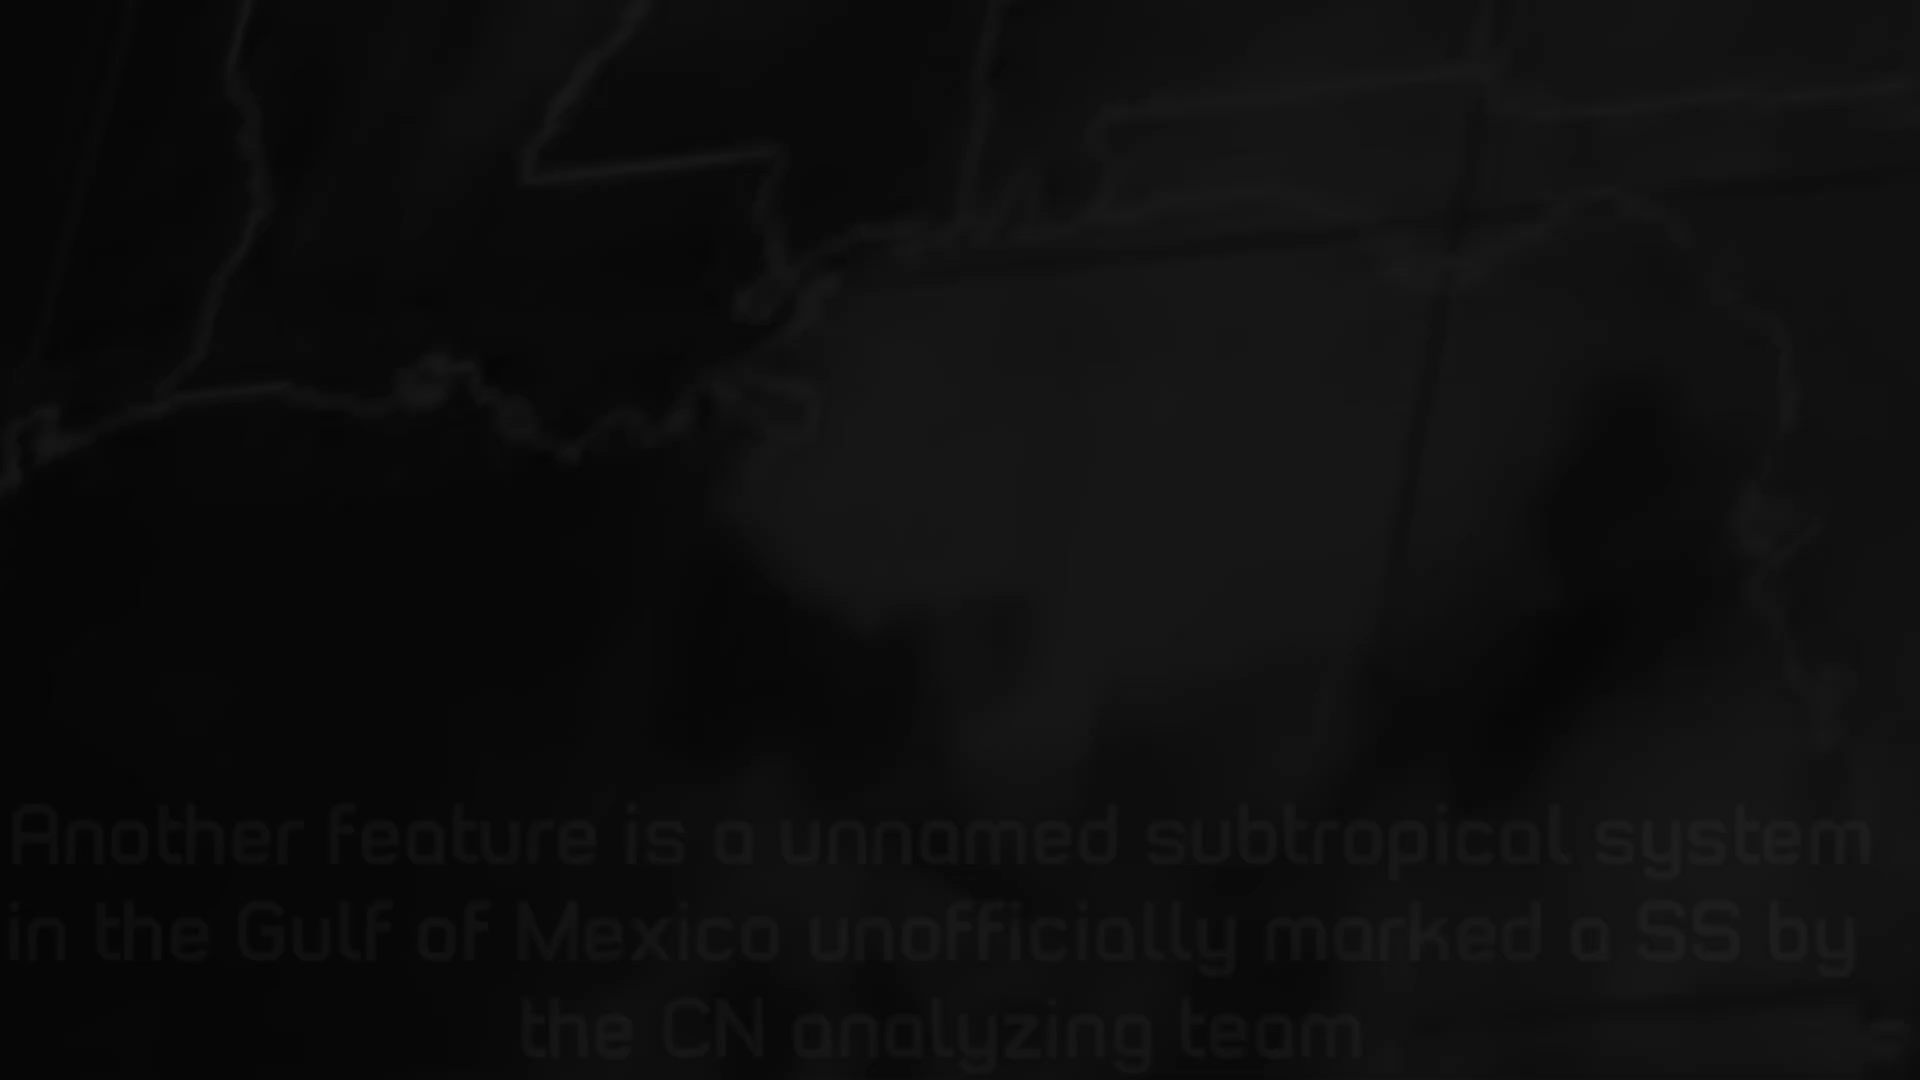 Another feature is a unnamed subtropical system
in the Gulf of Mexico unofficially marked a SS by
the CN analyzing team